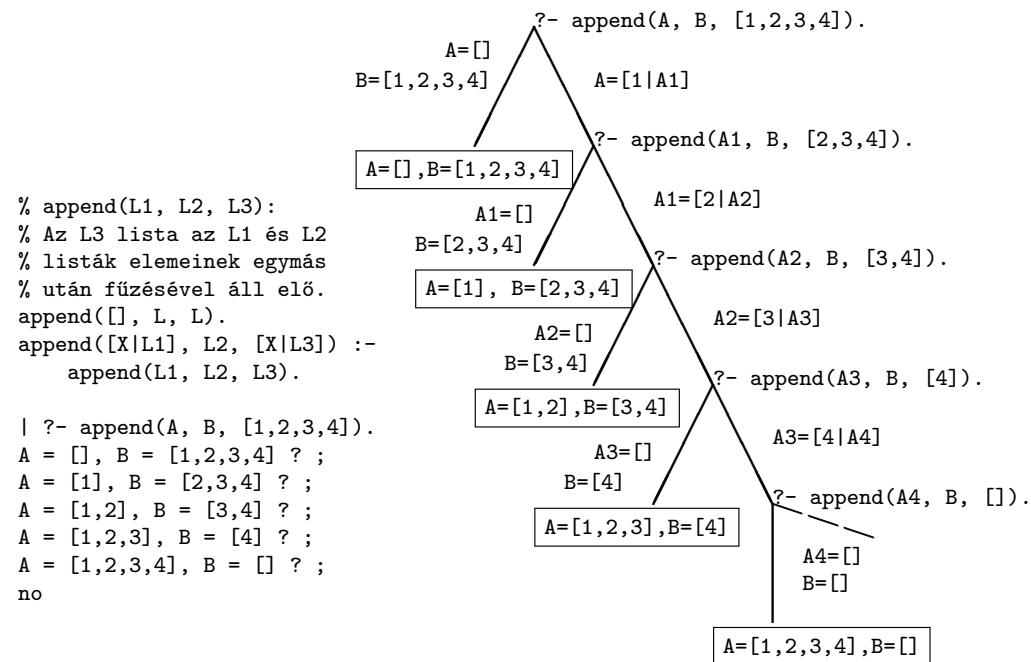 % append(L1, L2, L3):
% Az L3 lista az L1 és L2
% listák elemeinek egymás
% után fűzésével áll elő.
append([], L, L).
append([X|L1], L2, [X|L3]) :-
    append(L1, L2, L3).
| ?- append(A, B, [1,2,3,4]).
A = [], B = [1,2,3,4] ? ;
A = [1], B = [2,3,4] ? ;
A = [1,2], B = [3,4] ? ;
A = [1,2,3], B = [4] ? ;
A = [1,2,3,4], B = [] ? ;
no
?- append(A, B, [1,2,3,4]).
A=[]
B=[1,2,3,4]
A=[1|A1]
A=[],B=[1,2,3,4]
?- append(A1, B, [2,3,4]).
A1=[]
B=[2,3,4]
A1=[2|A2]
A=[1], B=[2,3,4]
?- append(A2, B, [3,4]).
A2=[]
B=[3,4]
A2=[3|A3]
A=[1,2],B=[3,4]
?- append(A3, B, [4]).
A3=[]
B=[4]
A3=[4|A4]
A=[1,2,3],B=[4]
?- append(A4, B, []).
A4=[]
B=[]
A=[1,2,3,4],B=[]